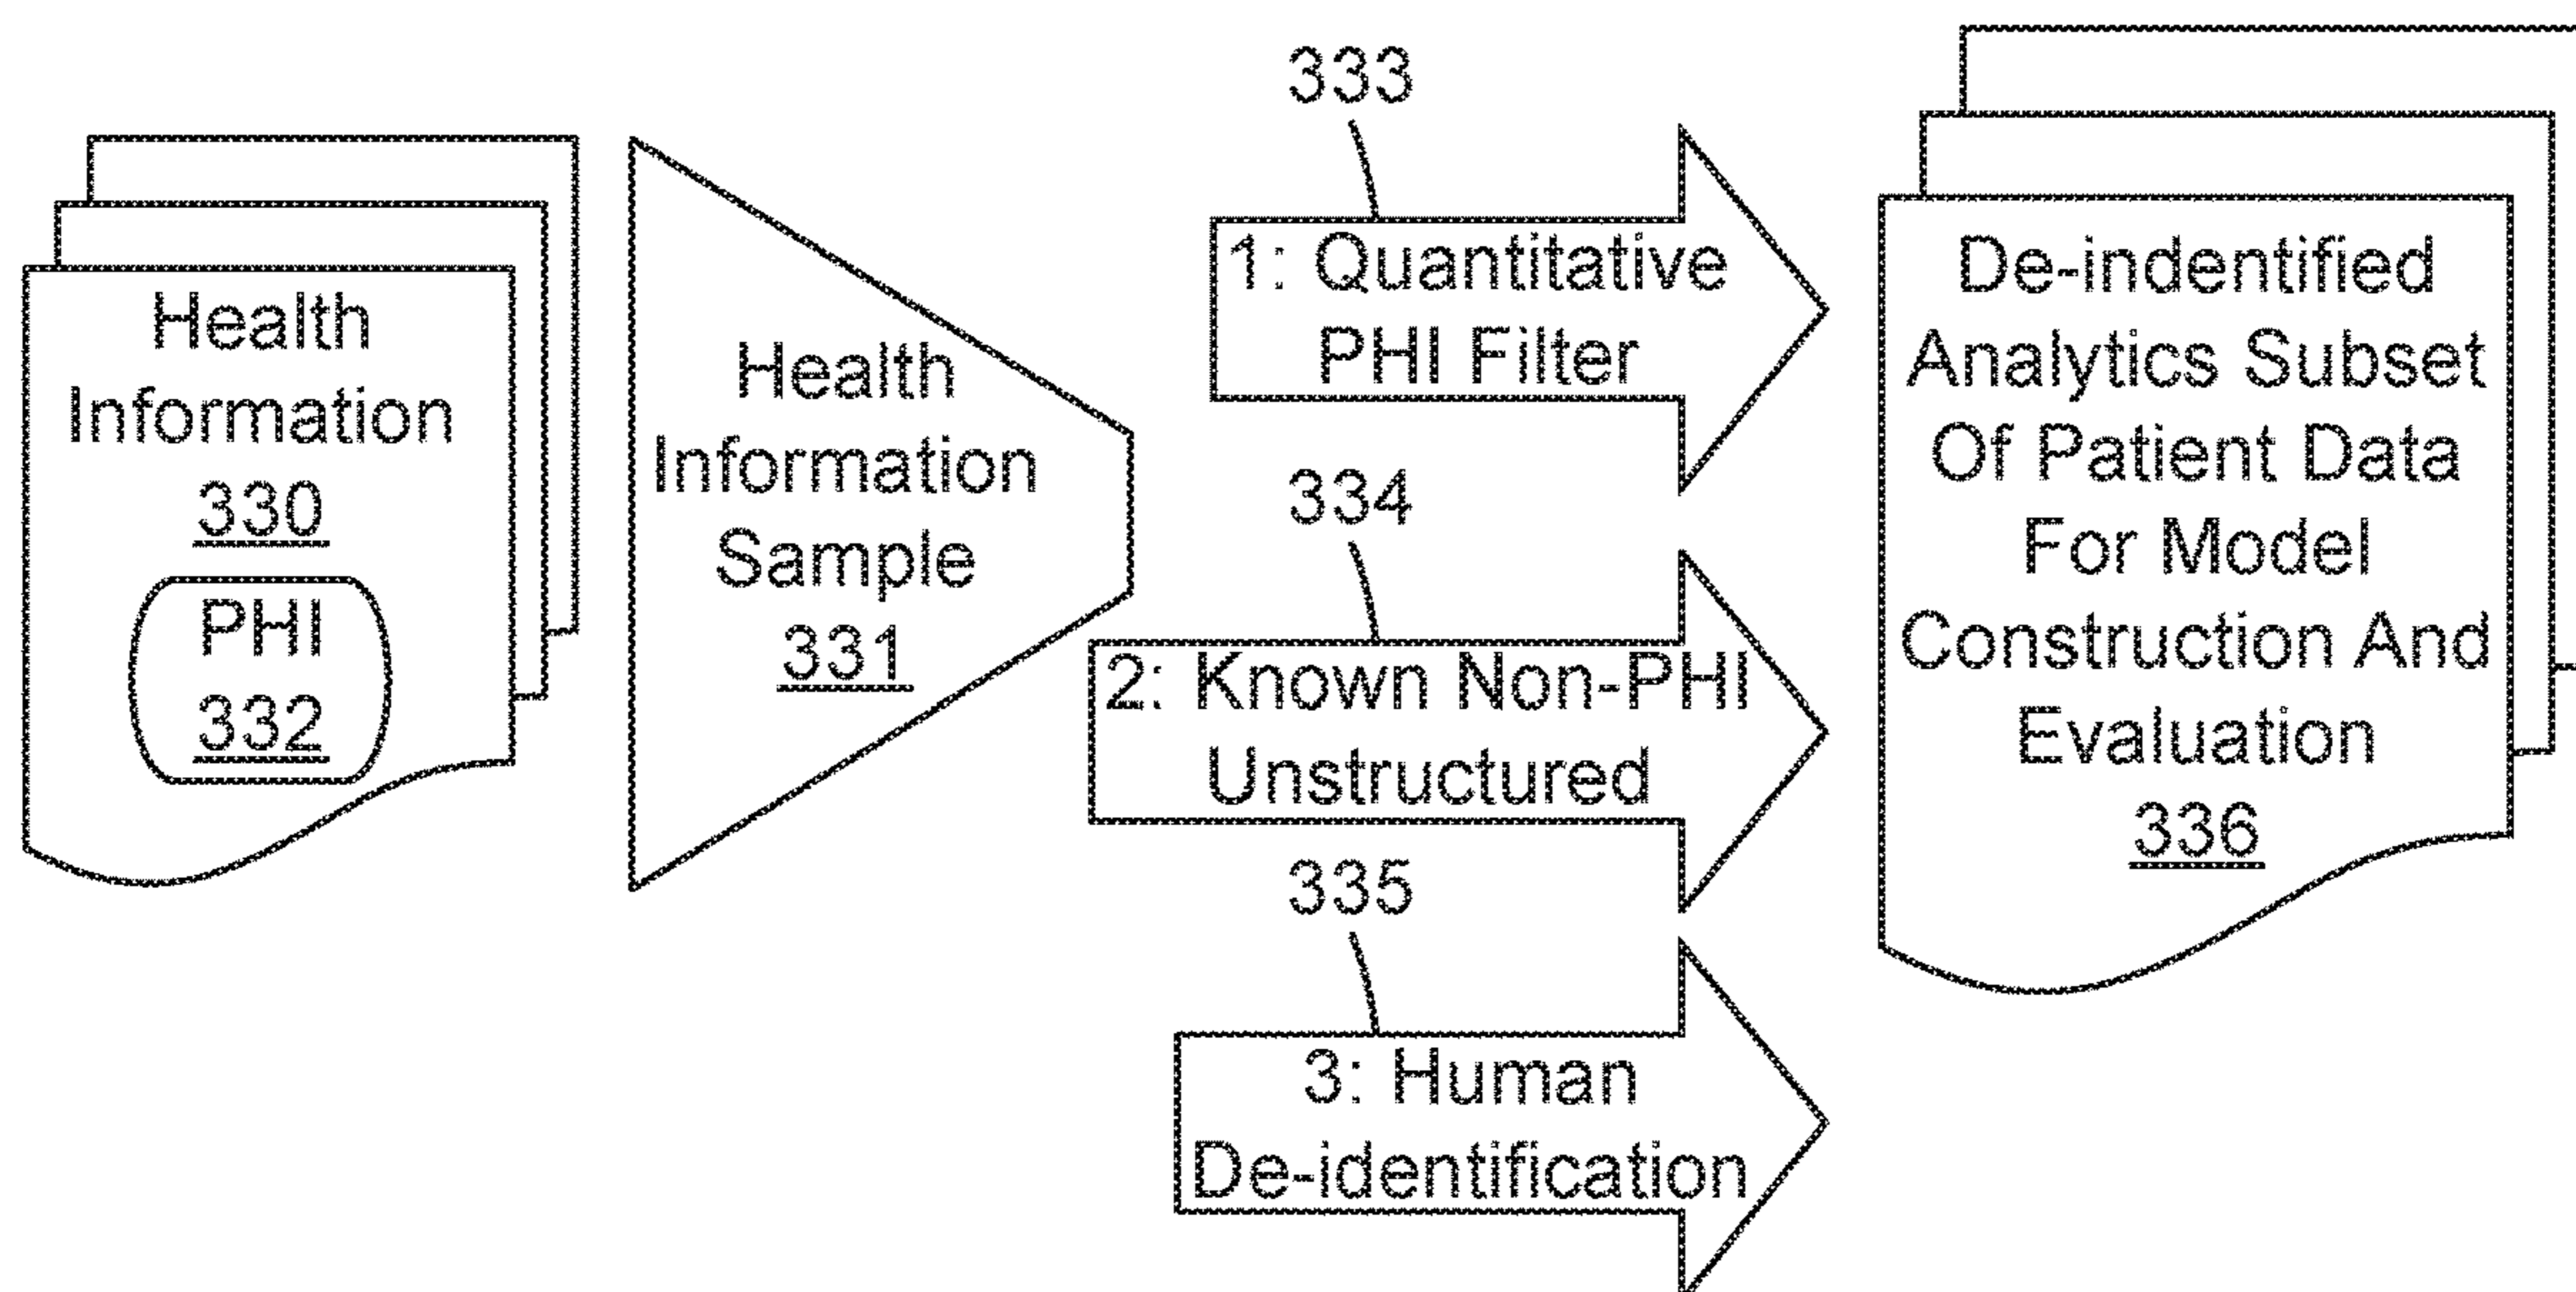 Health
Information
330
PHI
332
Health
Information
Sample
331
333
1: Quantitative
PHI Filter
334
2: Known Non-PHI
Unstructured
335
3: Human
De-identification
De-indentified
Analytics Subset
Of Patient Data
For Model
Construction And
Evaluation
336